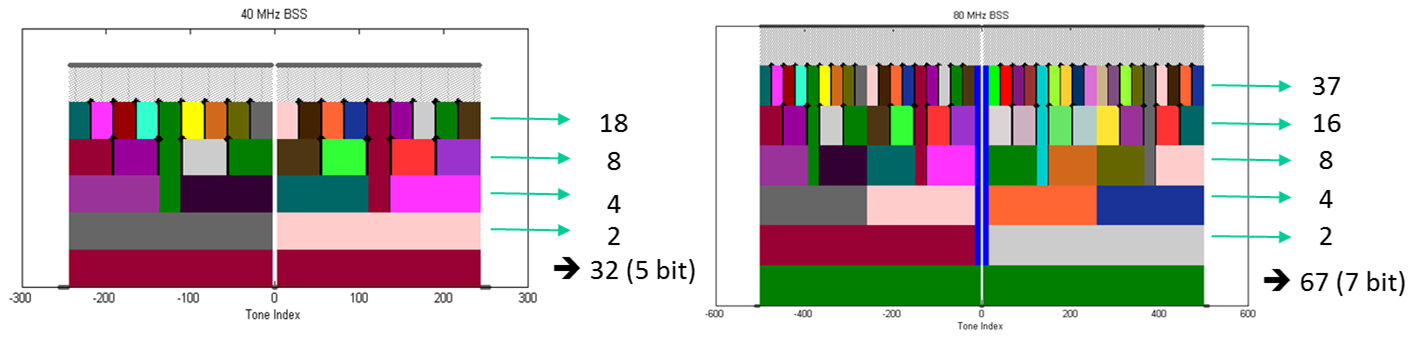 40 MHz BSS
18
8
4
2
➔ 32 (5 bit)
-300 -200 -100 0 100 200 300
Tone Index
80 MHz BSS
37
16
8
4
2
➔ 67 (7 bit)
-600 -400 -200 0 200 400 600
Tone Index